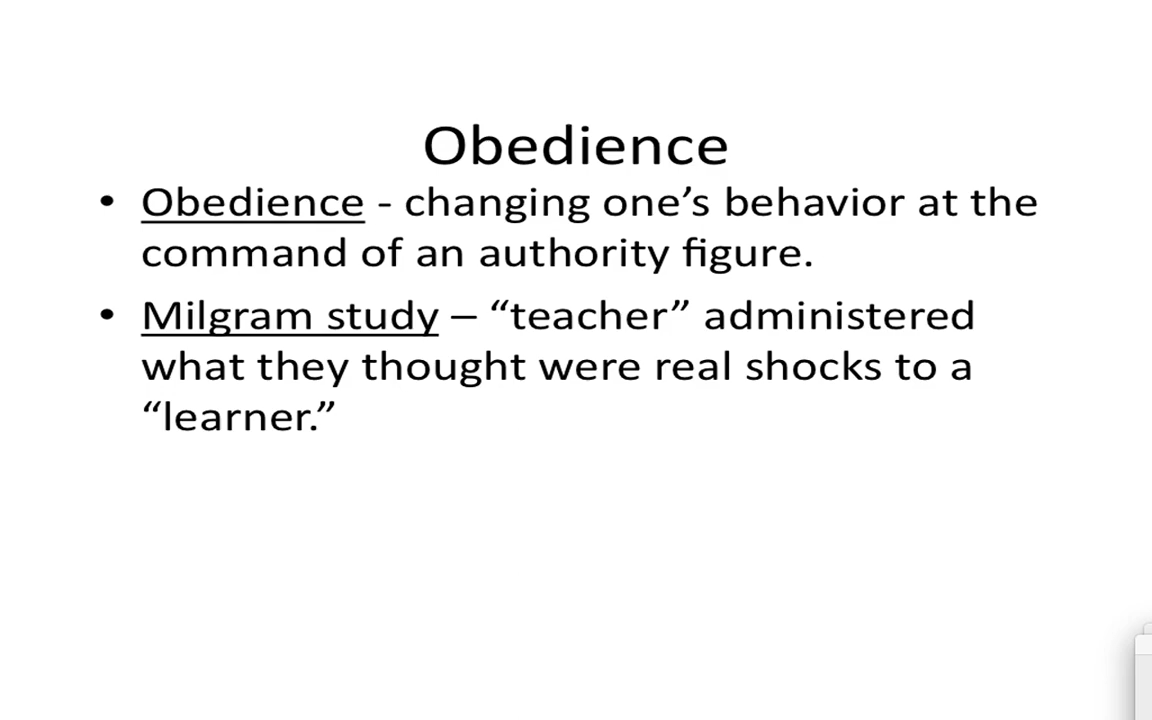 Obedience
• Obedience - changing one’s behavior at the
command of an authority figure.
• Milgram study – “teacher” administered
what they thought were real shocks to a
“learner.”